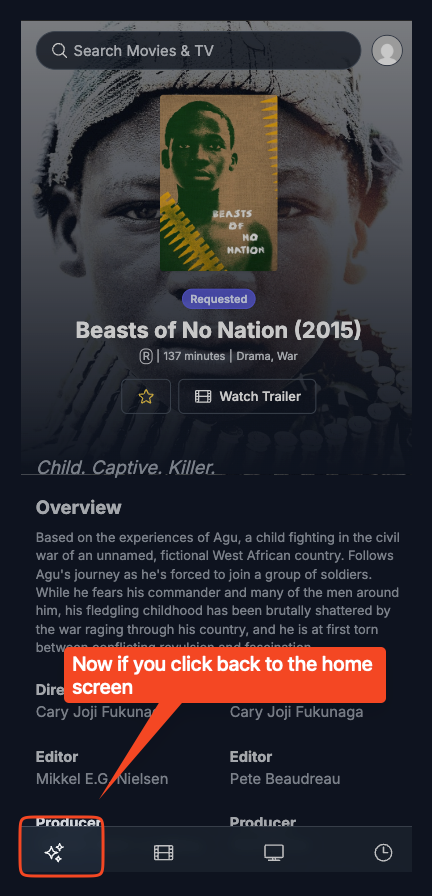 Search Movies & TV
BEASTS
OF
NO
NATION
Requested
Beasts of No Nation (2015)
R | 137 minutes | Drama, War
Watch Trailer
Child. Captive. Killer.
Overview
Based on the experiences of Agu, a child fighting in the civil
war of an unnamed, fictional West African country. Follows
Agu's journey as he's forced to join a group of soldiers.
While he fears his commander and many of the men around
him, his fledgling childhood has been brutally shattered by
the war raging through his country, and he is at first torn
between conflicting revulsion and fascination.
Now if you click back to the home
screen
Dire
Cary Joji Fukuna
Cary Joji Fukunaga
Editor
Editor
Mikkel E.G. Nielsen
Pete Beaudreau
Producer
Producer